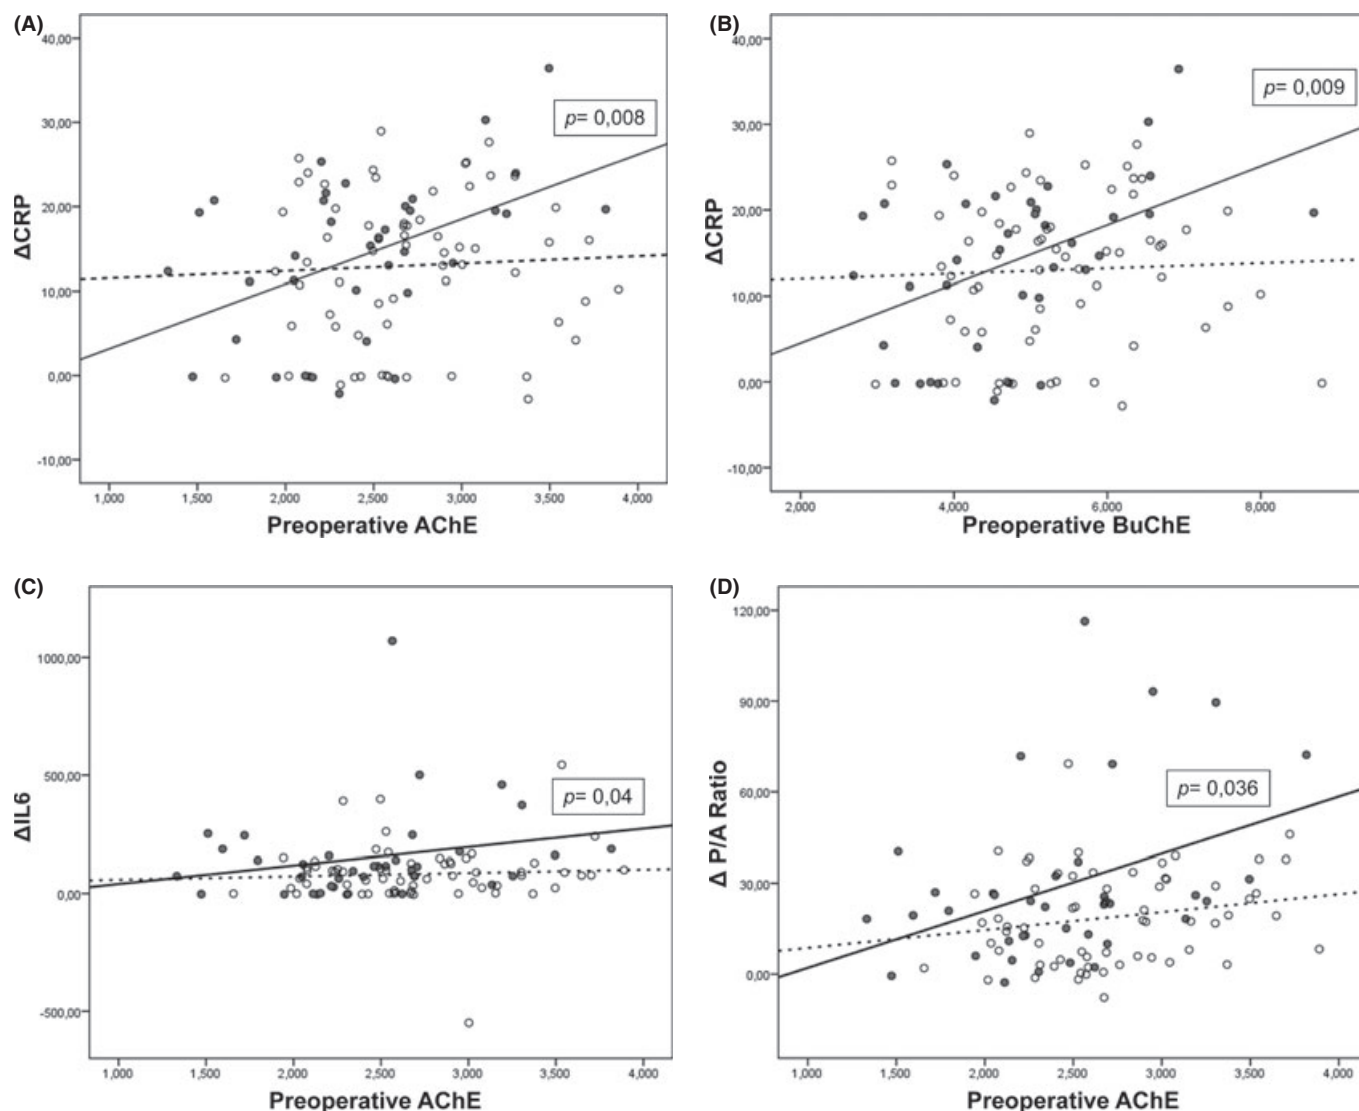 (A)
40,00
30,00
20,00
10,00
0,00
-10,00
ΔCRP
p= 0,008
1,000 1,500 2,000 2,500 3,000 3,500 4,000
Preoperative AChE
(B)
40,00
30,00
20,00
10,00
0,00
-10,00
ΔCRP
p= 0,009
2,000 4,000 6,000 8,000
Preoperative BuChE
(C)
1000,00
500,00
0,00
-500,00
ΔIL6
p= 0,04
1,000 1,500 2,000 2,500 3,000 3,500 4,000
Preoperative AChE
(D)
120,00
90,00
60,00
30,00
0,00
Δ P/A Ratio
p= 0,036
1,000 1,500 2,000 2,500 3,000 3,500 4,000
Preoperative AChE